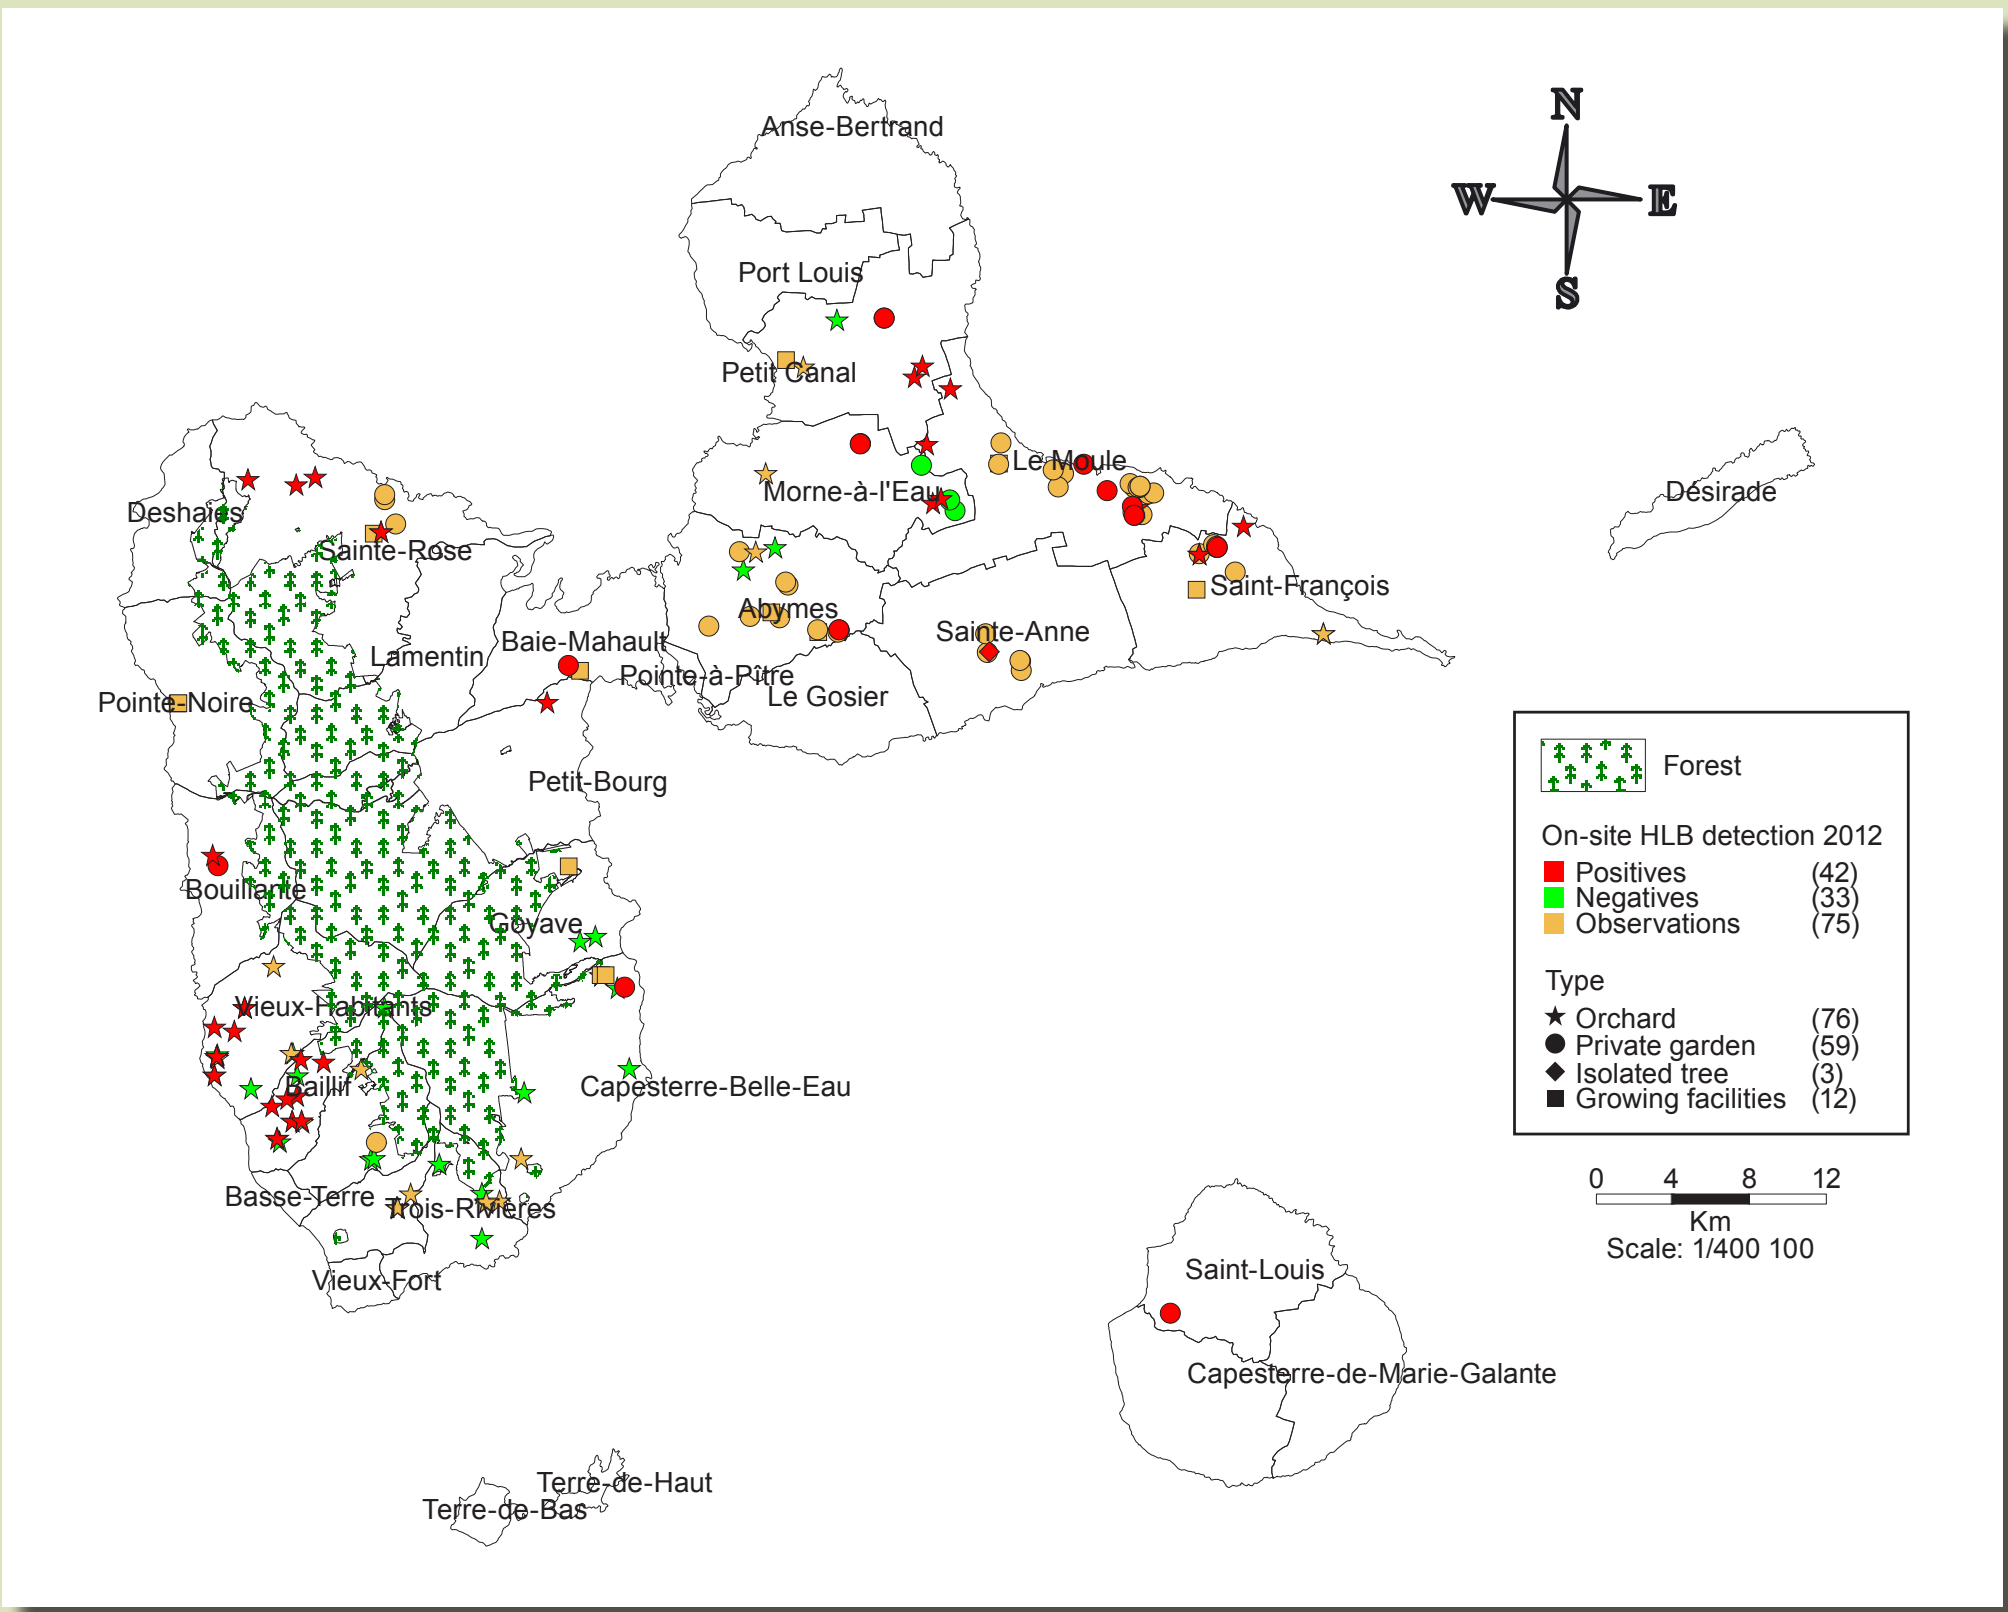 N
W
E
S
Anse-Bertrand
Port Louis
Petit Canal
Le Moule
Morne-à-l'Eau
Désirade
Deshaies
Sainte-Rose
Saint-François
Abymes
Sainte-Anne
Baie-Mahault
Lamentin
Pointe-à-Pître
Le Gosier
Pointe-Noire
Petit-Bourg
Bouillante
Goyave
Vieux-Habitants
Baillif
Capesterre-Belle-Eau
Basse-Terre
Trois-Rivières
Vieux-Fort
Saint-Louis
Capesterre-de-Marie-Galante
Terre-de-Haut
Terre-de-Bas
Forest
On-site HLB detection 2012
Positives (42)
Negatives (33)
Observations (75)
Type
Orchard (76)
Private garden (59)
Isolated tree (3)
Growing facilities (12)
0 4 8 12
Km
Scale: 1/400 100